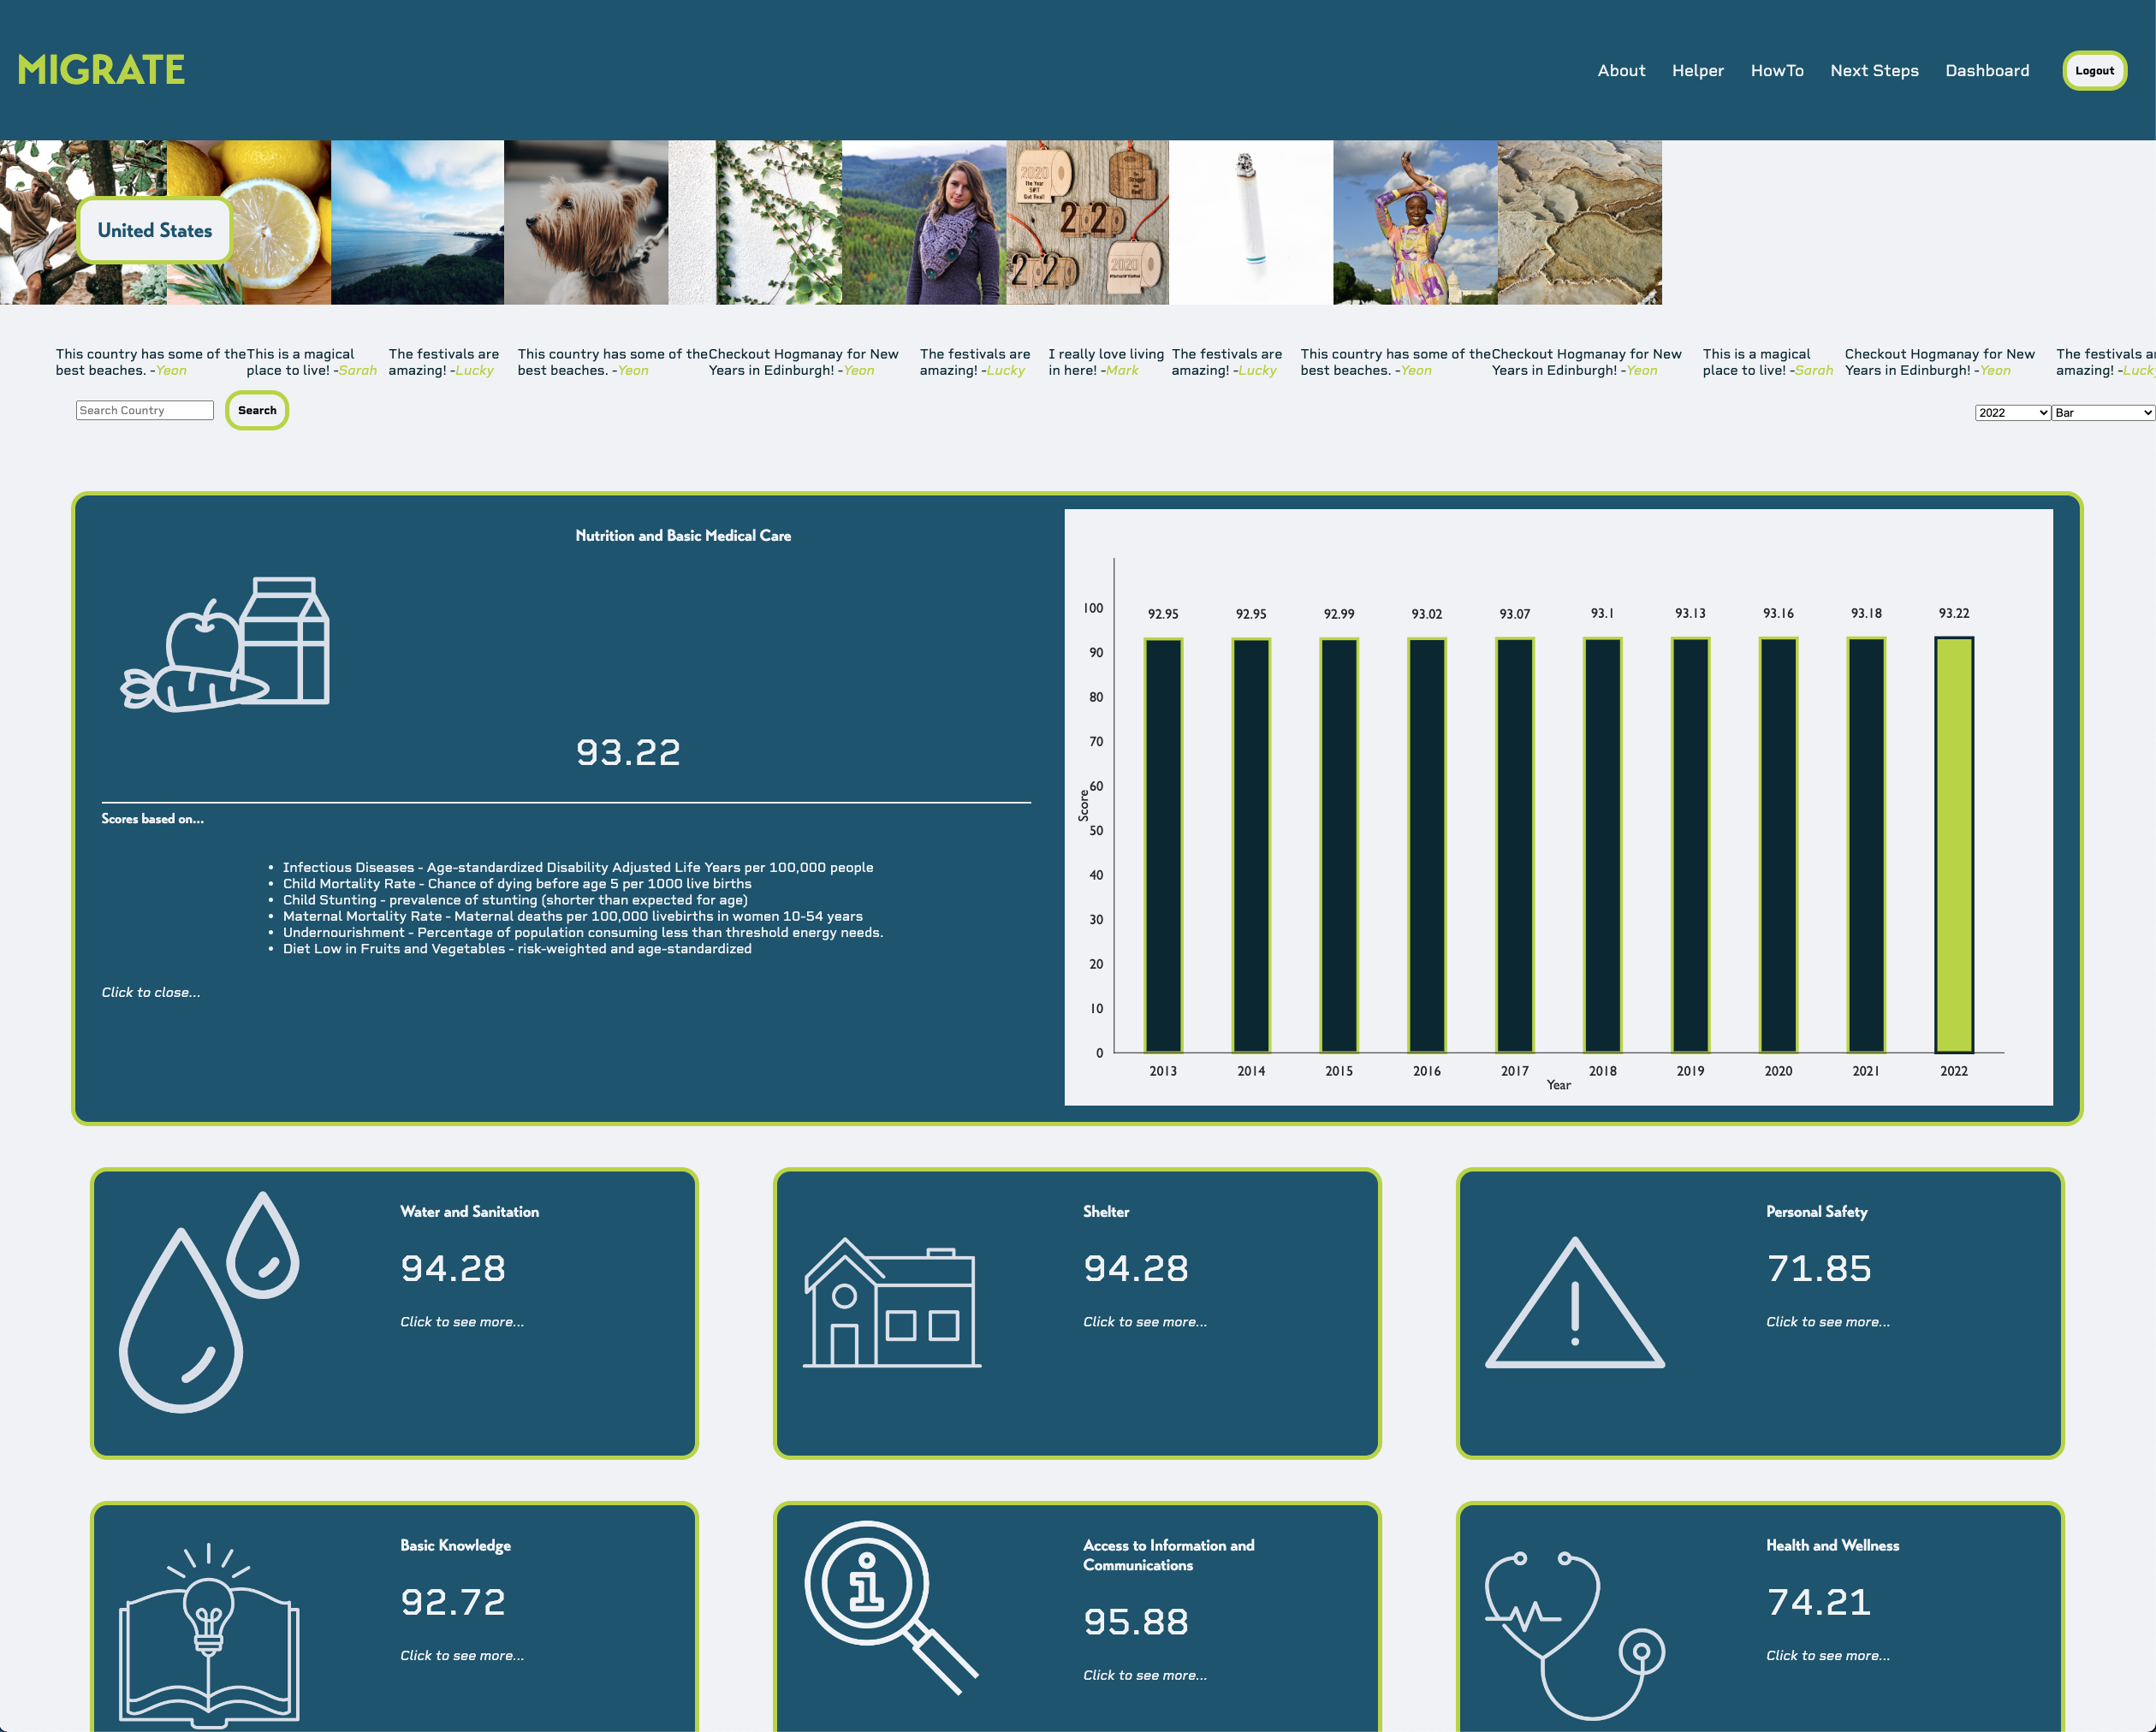 MIGRATE
About Helper HowTo Next Steps Dashboard Logout
United States
2020
The Year
Got Real!
2020
2020
2020
This country has some of the
best beaches. -Yeon
This is a magical
place to live! -Sarah
The festivals are
amazing! -Lucky
This country has some of the
best beaches. -Yeon
Checkout Hogmanay for New
Years in Edinburgh! -Yeon
The festivals are
amazing! -Lucky
I really love living
in here! -Mark
The festivals are
amazing! -Lucky
This country has some of the
best beaches. -Yeon
Checkout Hogmanay for New
Years in Edinburgh! -Yeon
This is a magical
place to live! -Sarah
Checkout Hogmanay for New
Years in Edinburgh! -Yeon
The festivals
amazing! -Luck
Search Country Search
2022 Bar
Nutrition and Basic Medical Care
93.22
Scores based on...
• Infectious Diseases - Age-standardized Disability Adjusted Life Years per 100,000 people
• Child Mortality Rate - Chance of dying before age 5 per 1000 live births
• Child Stunting - prevalence of stunting (shorter than expected for age)
• Maternal Mortality Rate - Maternal deaths per 100,000 livebirths in women 10-54 years
• Undernourishment - Percentage of population consuming less than threshold energy needs.
• Diet Low in Fruits and Vegetables - risk-weighted and age-standardized
Click to close...
92.95 92.95 92.99 93.02 93.07 93.1 93.13 93.16 93.18 93.22
100
90
80
70
60
50
40
30
20
10
0
Score
2013 2014 2015 2016 2017 2018 2019 2020 2021 2022
Year
Water and Sanitation
94.28
Click to see more...
Shelter
94.28
Click to see more...
Personal Safety
71.85
Click to see more...
Basic Knowledge
92.72
Click to see more...
Access to Information and
Communications
95.88
Click to see more...
Health and Wellness
74.21
Click to see more...